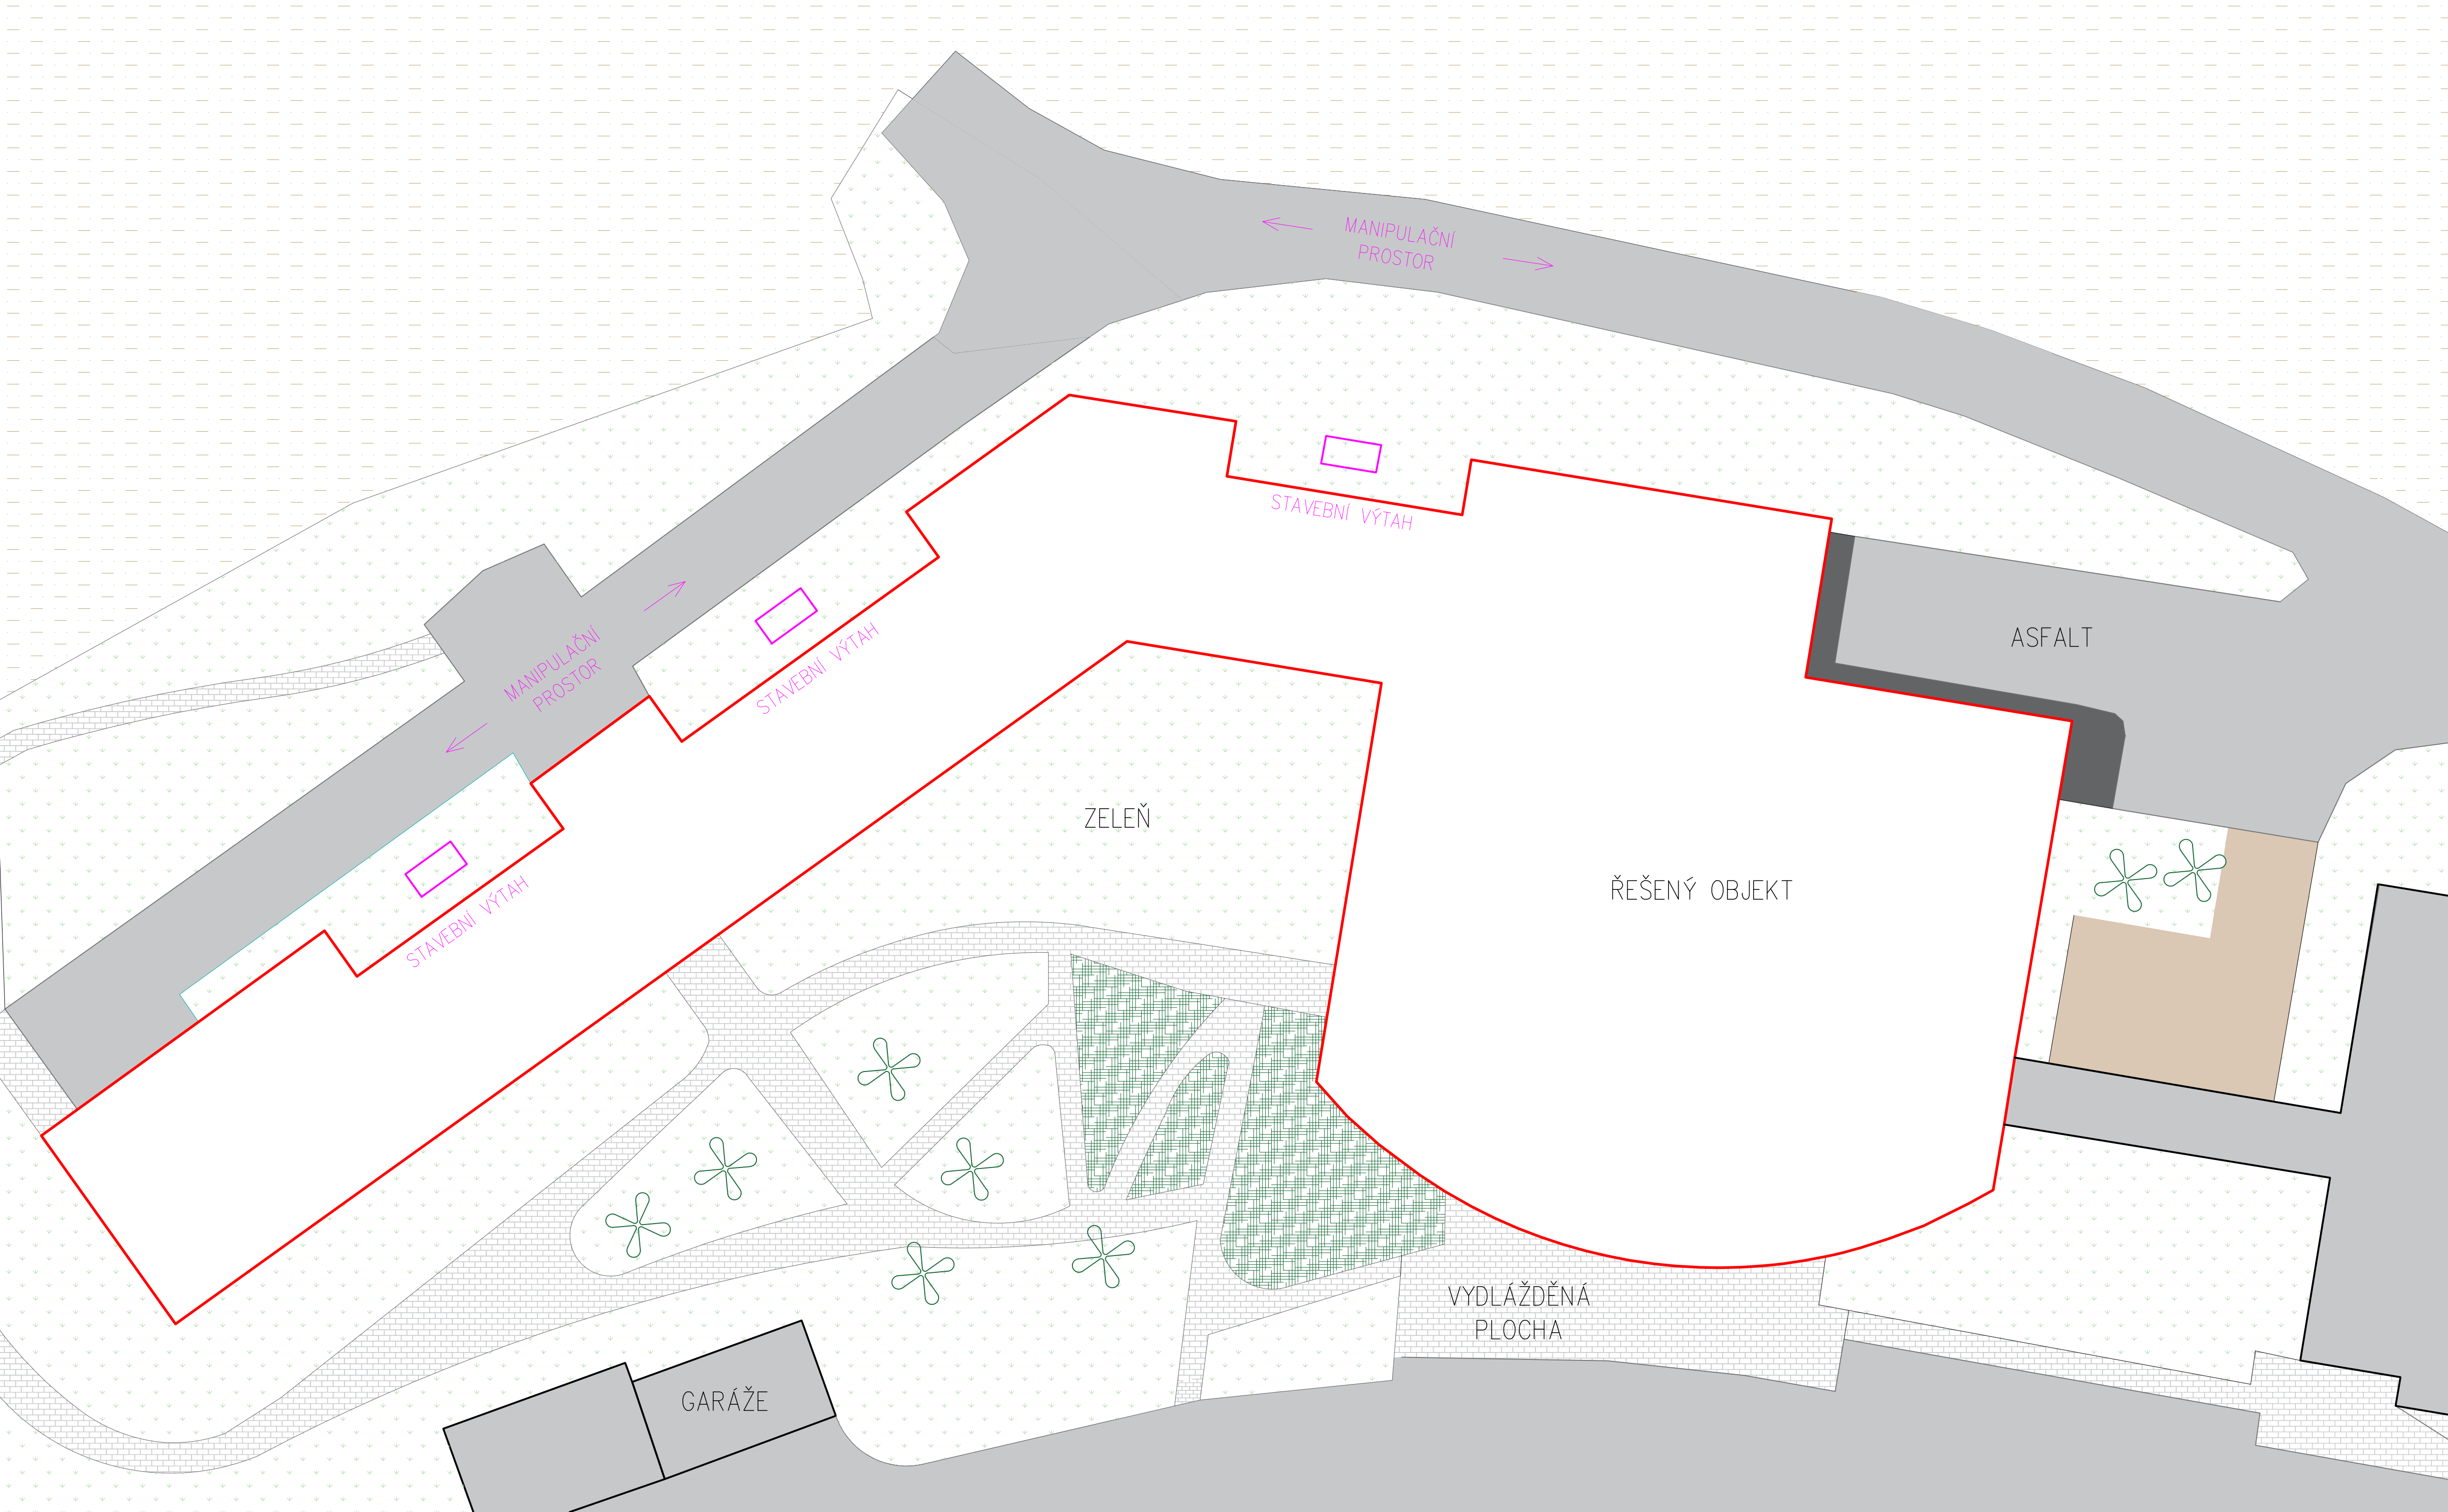 MANIPULAČNÍ
PROSTOR
STAVEBNÍ VÝTAH
ASFALT
MANIPULAČNÍ
PROSTOR
STAVEBNÍ VÝTAH
ZELEŇ
ŘEŠENÝ OBJEKT
STAVEBNÍ VÝTAH
VYDLÁŽDĚNÁ
PLOCHA
GARÁŽE